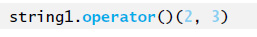 string1.operator()(2, 3)